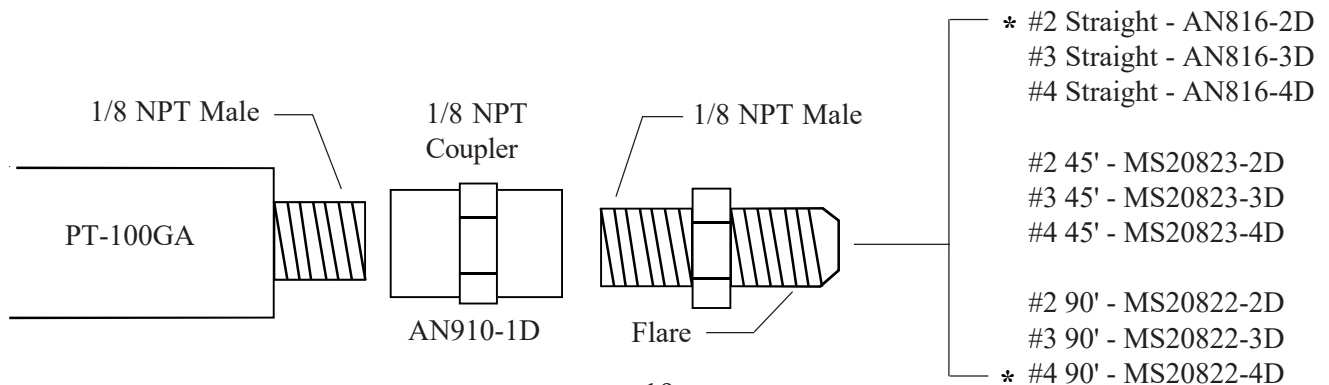 * #2 Straight - AN816-2D
#3 Straight - AN816-3D
#4 Straight - AN816-4D
#2 45' - MS20823-2D
#3 45' - MS20823-3D
#4 45' - MS20823-4D
#2 90' - MS20822-2D
#3 90' - MS20822-3D
* #4 90' - MS20822-4D
1/8 NPT Male
1/8 NPT
Coupler
1/8 NPT Male
PT-100GA
AN910-1D
Flare